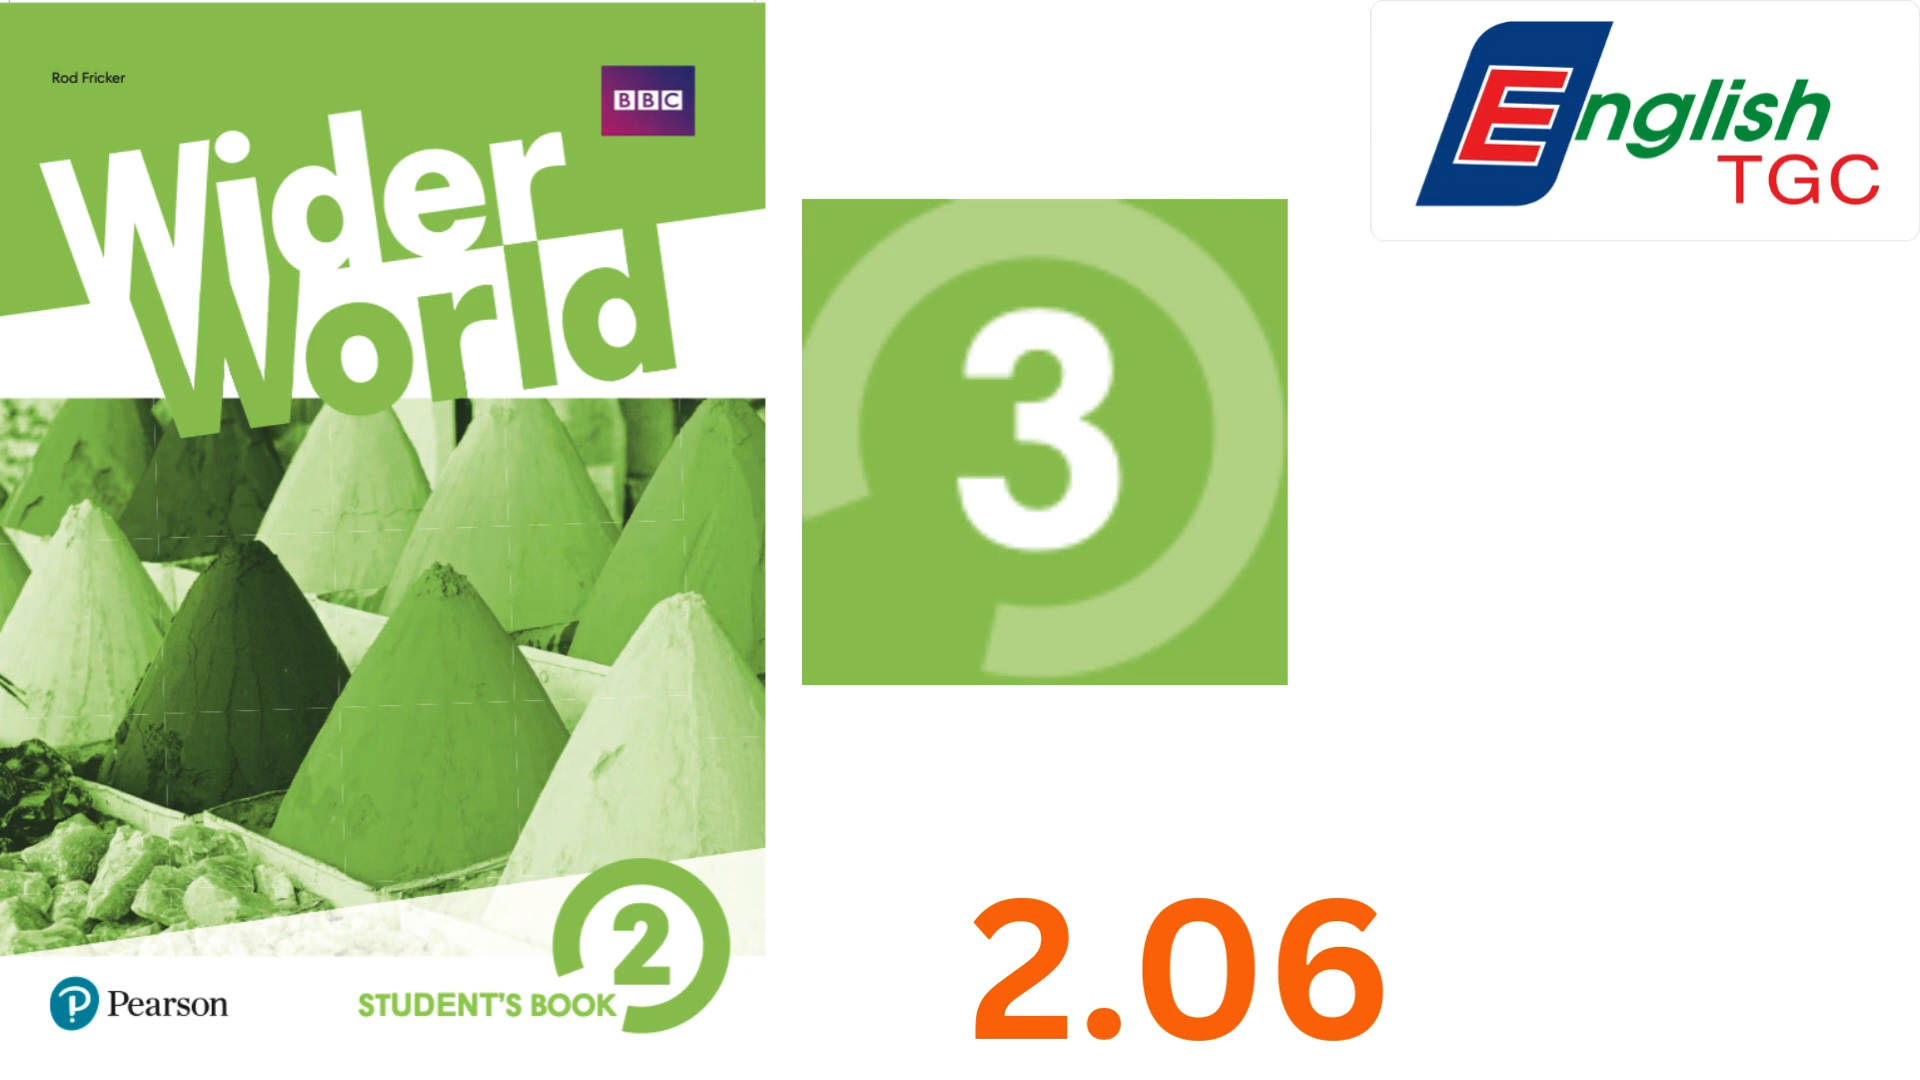 Rod Fricker
BBC
Wider
World
2
STUDENT'S BOOK
Pearson
3
English
TGC
2.06